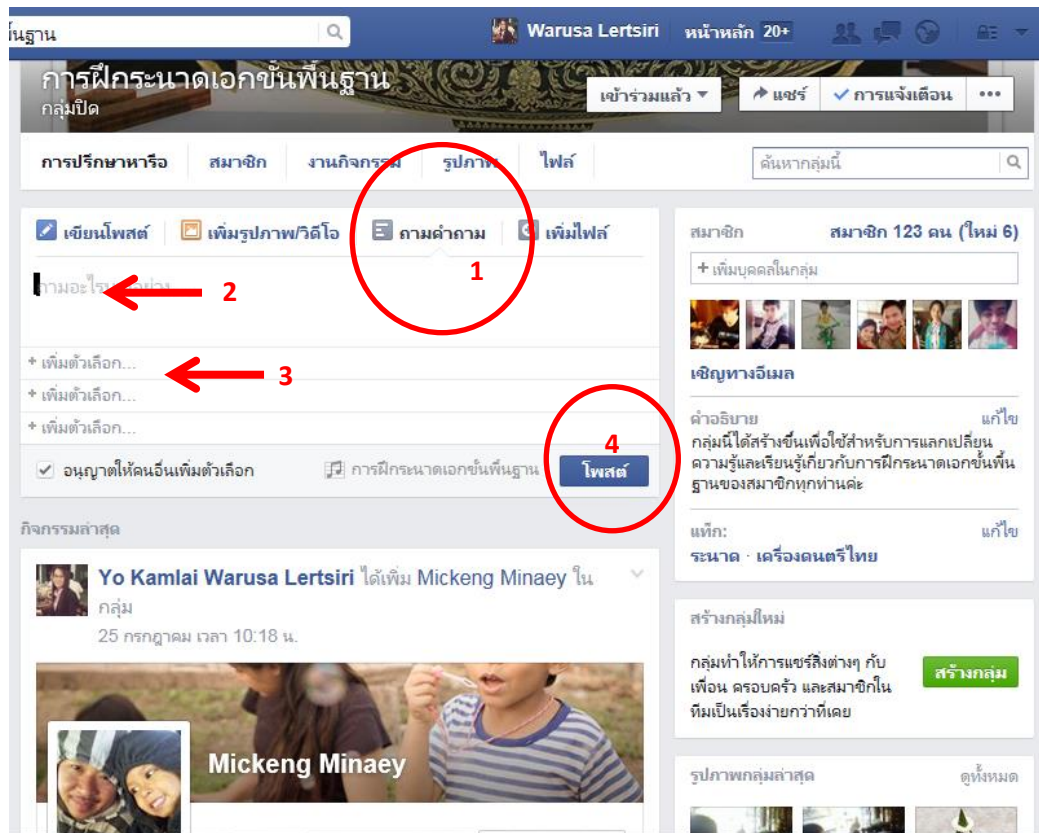 ั้นฐาน
Warusa Lertsiri หน้าหลัก 20+
การฝึกระนาดเอกขั้นพื้นฐาน
กลุ่มปิด
เข้าร่วมแล้ว แชร์ การแจ้งเตือน •••
การปรึกษาหารือ สมาชิก งานกิจกรรม รูปภาพ ไฟล์ ค้นหากลุ่มนี้
เขียนโพสต์ เพิ่มรูปภาพ/วิดีโอ ถามคำถาม เพิ่มไฟล์
1
ถามอะไร
2
+ เพิ่มตัวเลือก...
3
+ เพิ่มตัวเลือก...
+ เพิ่มตัวเลือก...
4
อนุญาตให้คนอื่นเพิ่มตัวเลือก การฝึกระนาดเอกขั้นพื้นฐาน โพสต์
กิจกรรมล่าสุด
Yo Kamlai Warusa Lertsiri ได้เพิ่ม Mickeng Minaey ใน
กลุ่ม
25 กรกฎาคม เวลา 10:18 น.
Mickeng Minaey
สมาชิก สมาชิก 123 คน (ใหม่ 6)
+ เพิ่มบุคคลในกลุ่ม
เชิญทางอีเมล
คำอธิบาย แก้ไข
กลุ่มนี้ได้สร้างขึ้นเพื่อใช้สำหรับการแลกเปลี่ยน
ความรู้และเรียนรู้เกี่ยวกับการฝึกระนาดเอกขั้นพื้น
ฐานของสมาชิกทุกท่านค่ะ
แท็ก: แก้ไข
ระนาด · เครื่องดนตรีไทย
สร้างกลุ่มใหม่
กลุ่มทำให้การแชร์สิ่งต่างๆ กับ
เพื่อน ครอบครัว และสมาชิกใน
ทีมเป็นเรื่องง่ายกว่าที่เคย
สร้างกลุ่ม
รูปภาพกลุ่มล่าสุด ดูทั้งหมด